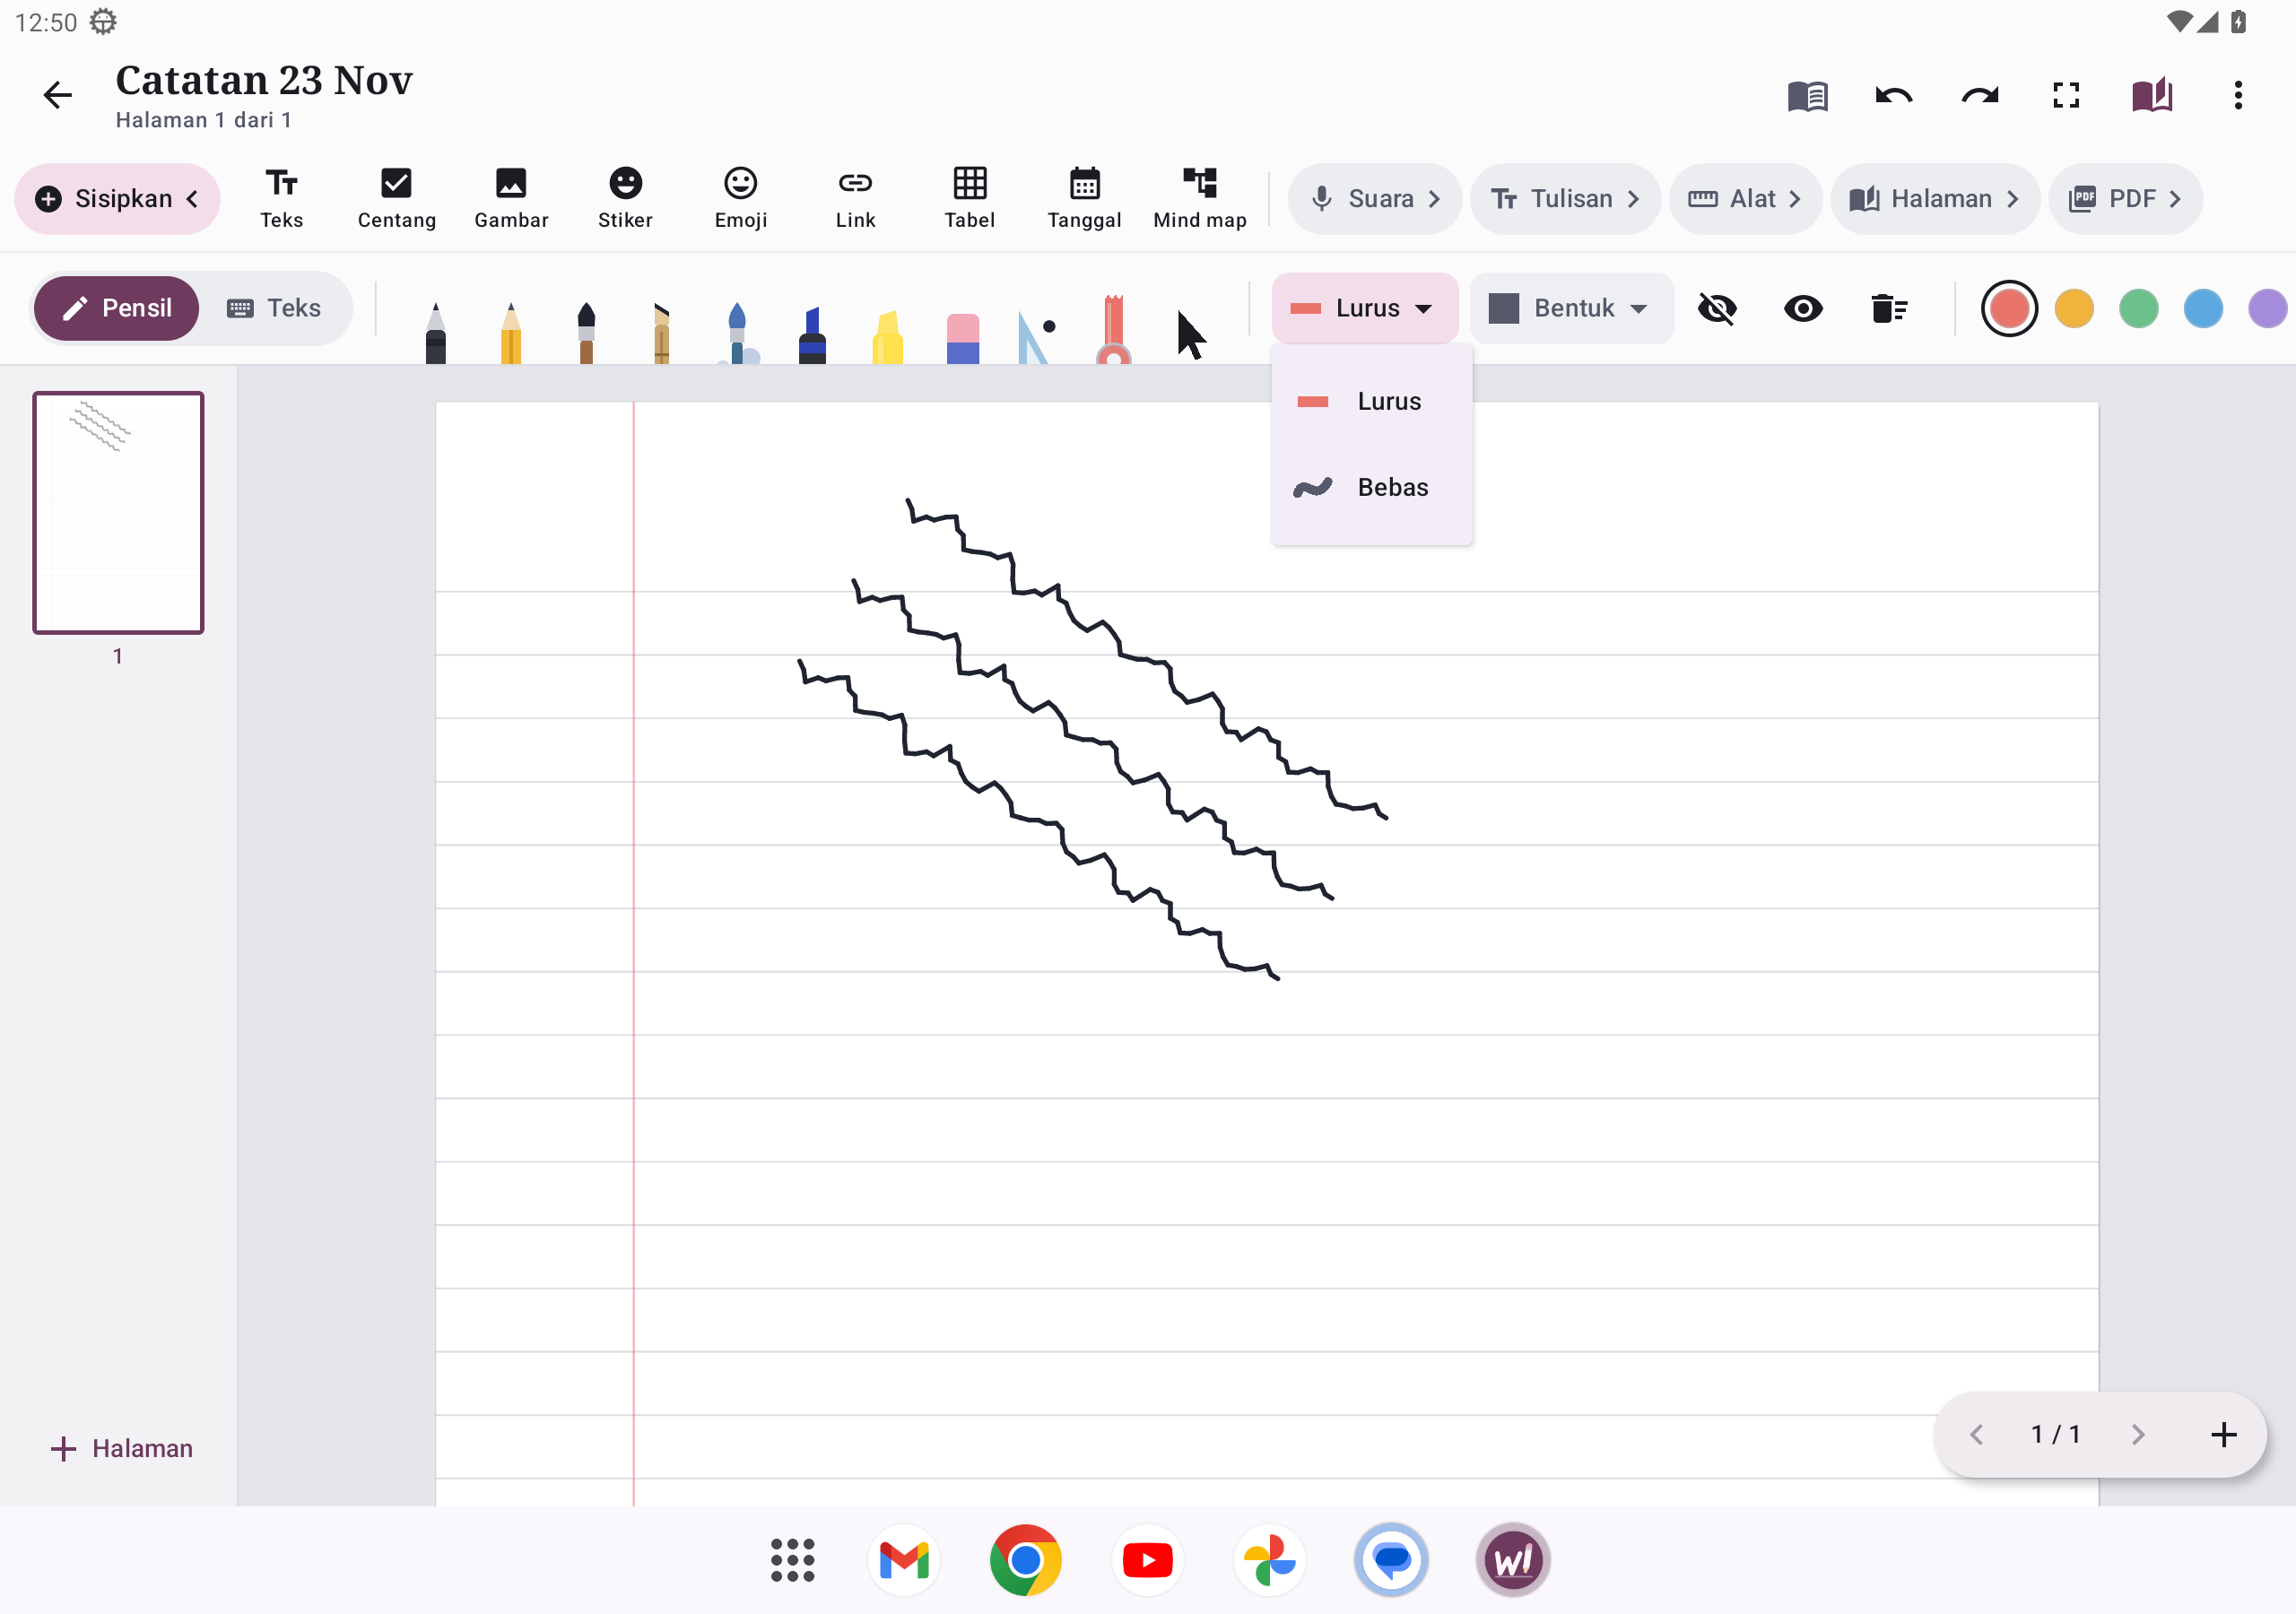 12:50
Catatan 23 Nov
Halaman 1 dari 1
Sisipkan
Teks
Centang
Gambar
Stiker
Emoji
Link
Tabel
Tanggal
Mind map
Suara
Tulisan
Alat
Halaman
PDF
PDF
Pensil
Teks
Lurus
Bentuk
Lurus
Bebas
1
Halaman
1 / 1